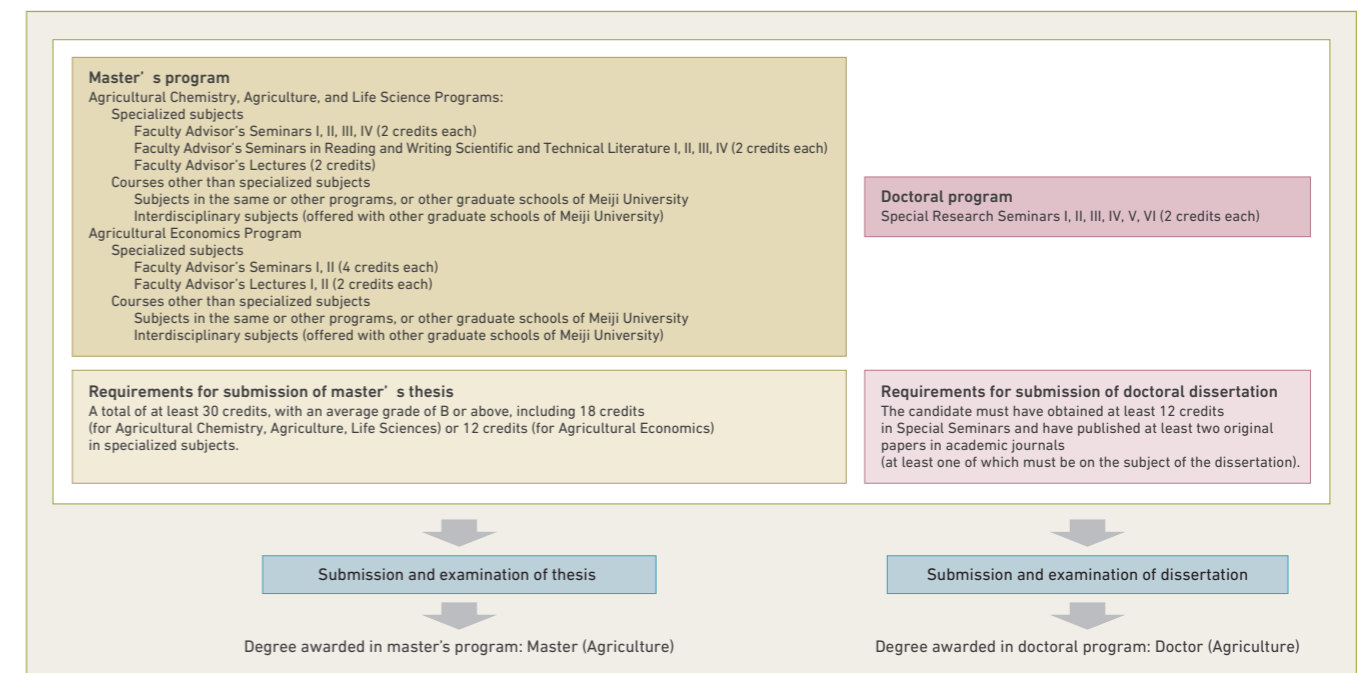 Master’ s program
Agricultural Chemistry, Agriculture, and Life Science Programs:
Specialized subjects
Faculty Advisor’s Seminars I, II, III, IV (2 credits each)
Faculty Advisor’s Seminars in Reading and Writing Scientific and Technical Literature I, II, III, IV (2 credits each)
Faculty Advisor’s Lectures (2 credits)
Courses other than specialized subjects
Subjects in the same or other programs, or other graduate schools of Meiji University
Interdisciplinary subjects (offered with other graduate schools of Meiji University)
Agricultural Economics Program
Specialized subjects
Faculty Advisor’s Seminars I, II (4 credits each)
Faculty Advisor’s Lectures I, II (2 credits each)
Courses other than specialized subjects
Subjects in the same or other programs, or other graduate schools of Meiji University
Interdisciplinary subjects (offered with other graduate schools of Meiji University)
Doctoral program
Special Research Seminars I, II, III, IV, V, VI (2 credits each)
Requirements for submission of master’ s thesis
A total of at least 30 credits, with an average grade of B or above, including 18 credits
(for Agricultural Chemistry, Agriculture, Life Sciences) or 12 credits (for Agricultural Economics)
in specialized subjects.
Requirements for submission of doctoral dissertation
The candidate must have obtained at least 12 credits
in Special Seminars and have published at least two original
papers in academic journals
(at least one of which must be on the subject of the dissertation).
Submission and examination of thesis
Submission and examination of dissertation
Degree awarded in master’s program: Master (Agriculture)
Degree awarded in doctoral program: Doctor (Agriculture)